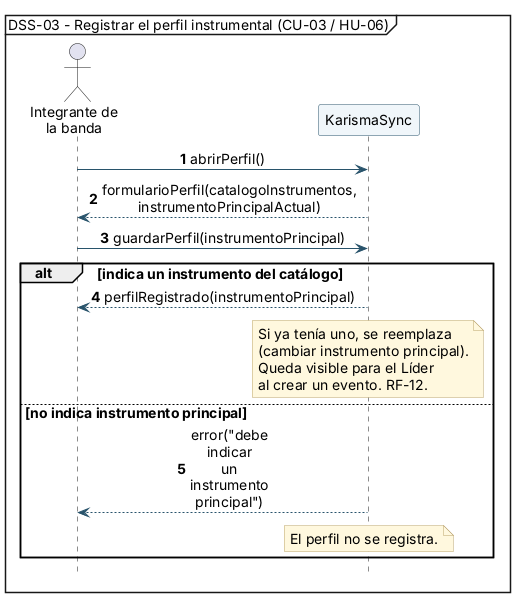 DSS-03 - Registrar el perfil instrumental (CU-03 / HU-06)
Integrante de
la banda
KarismaSync
1 abrirPerfil()
2 formularioPerfil(catalogoInstrumentos,
instrumentoPrincipalActual)
3 guardarPerfil(instrumentoPrincipal)
alt [indica un instrumento del catálogo]
4 perfilRegistrado(instrumentoPrincipal)
Si ya tenía uno, se reemplaza
(cambiar instrumento principal).
Queda visible para el Líder
al crear un evento. RF-12.
[no indica instrumento principal]
error("debe
indicar
5 un
instrumento
principal")
El perfil no se registra.